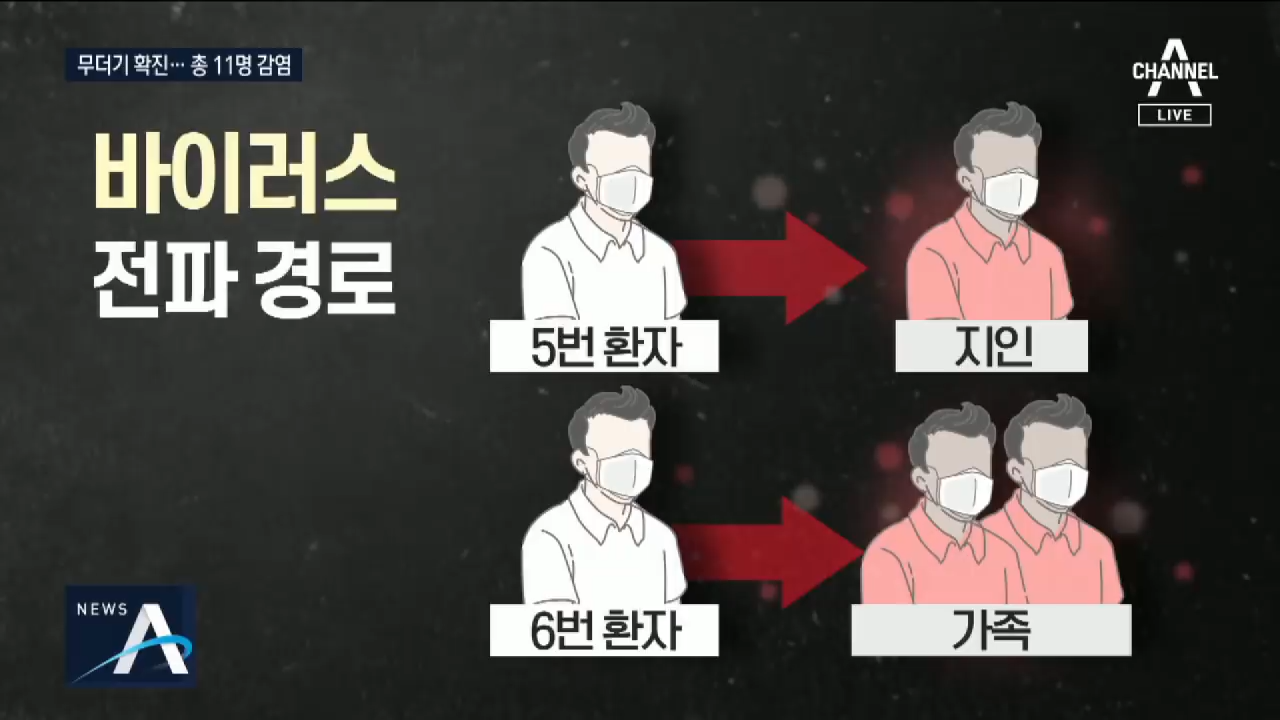 무더기 확진… 총 11명 감염
CHANNEL A
LIVE
바이러스
전파 경로
5번 환자
지인
6번 환자
가족
NEWS A